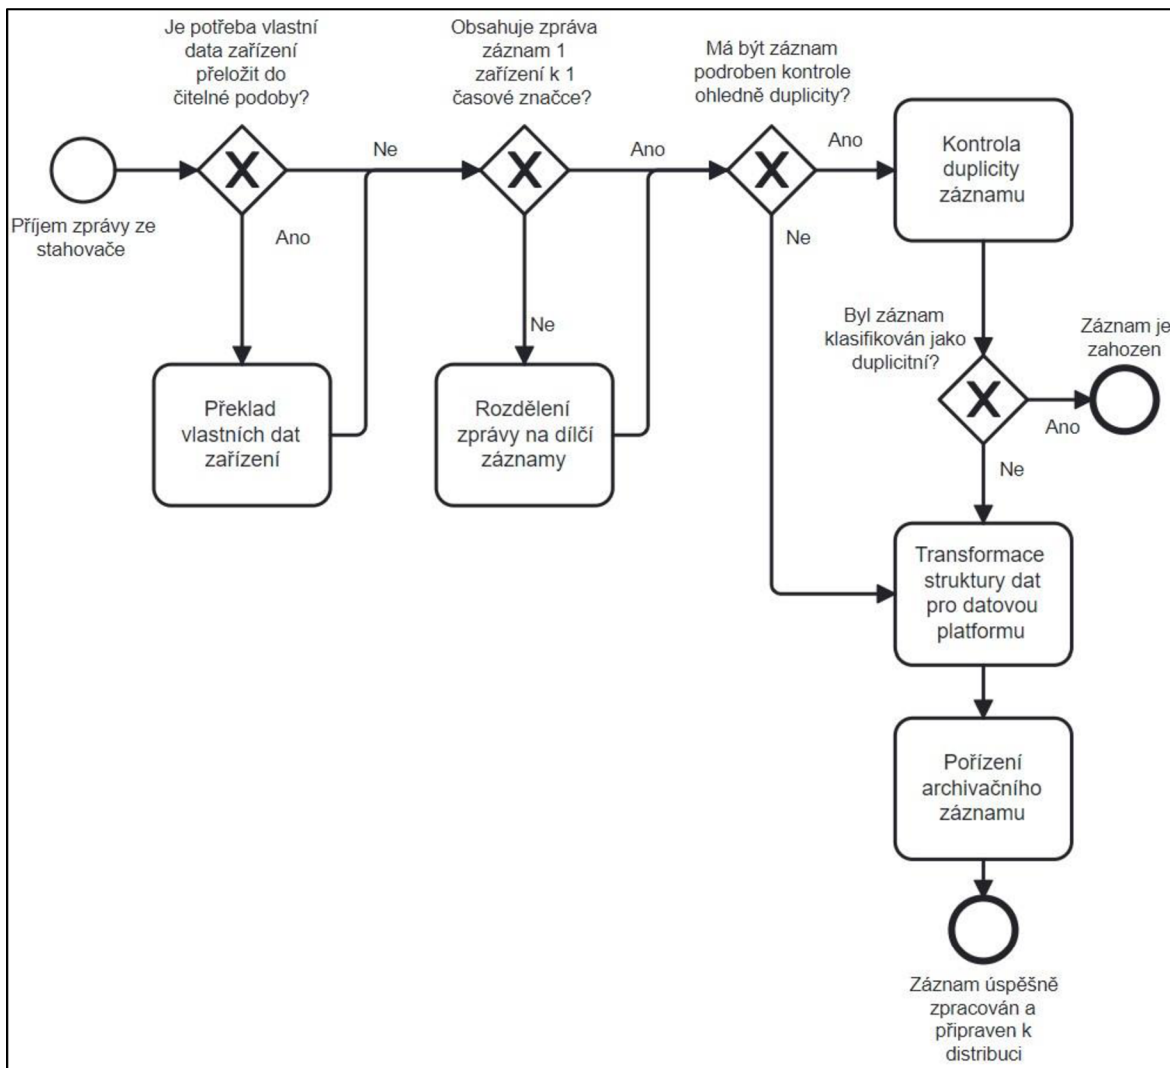 Je potřeba vlastní
data zařízení
přeložit do
čitelné podoby?
Obsahuje zpráva
záznam 1
zařízení k 1
časové značce?
Má být záznam
podroben kontrole
ohledně duplicity?
Příjem zprávy ze
stahovače
Ne
Ano
Ano
Ne
Ano
Ne
Kontrola
duplicity
záznamu
Překlad
vlastních dat
zařízení
Rozdělení
zprávy na dílčí
záznamy
Byl záznam
klasifikován jako
duplicitní?
Záznam je
zahozen
Ano
Ne
Transformace
struktury dat
pro datovou
platformu
Pořízení
archivačního
záznamu
Záznam úspěšně
zpracován a
připraven k
distribuci